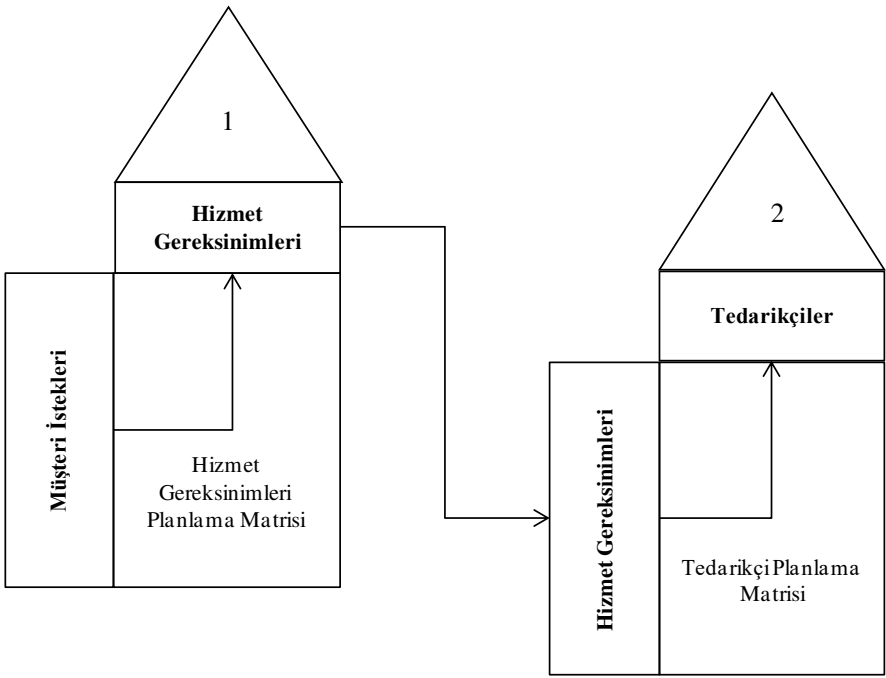 1
Hizmet
Gereksinimleri
Müşteri İstekleri
Hizmet
Gereksinimleri
Planlama Matrisi
2
Tedarikçiler
Hizmet Gereksinimleri
Tedarikçi Planlama
Matrisi